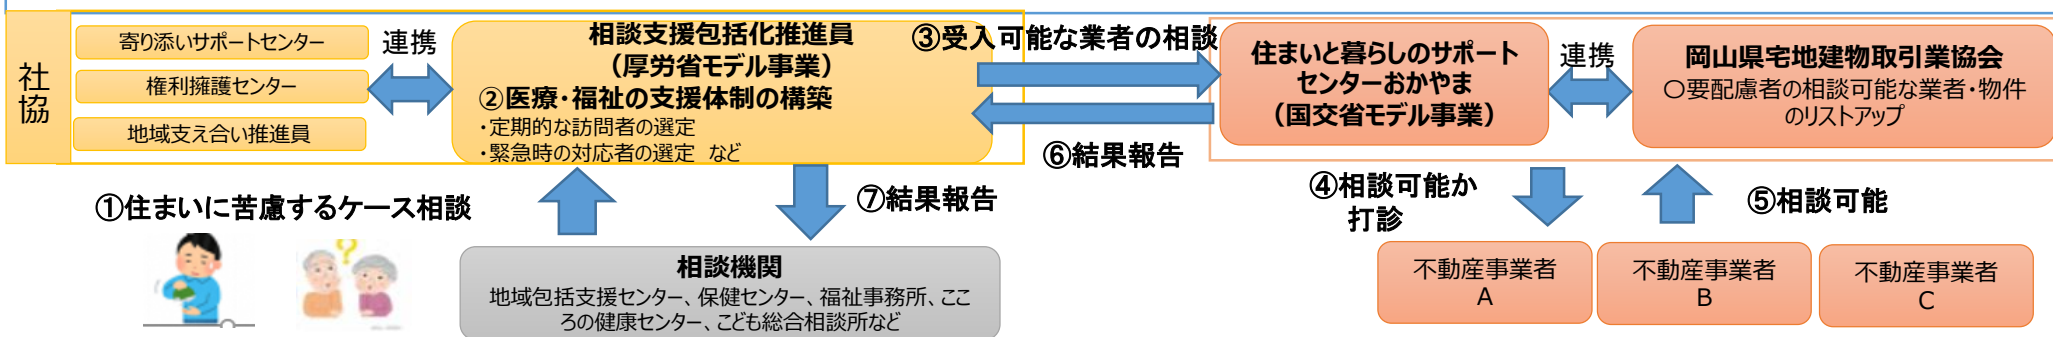 社協
寄り添いサポートセンター
権利擁護センター
地域支え合い推進員
連携
相談支援包括化推進員
（厚労省モデル事業）
②医療・福祉の支援体制の構築
・定期的な訪問者の選定
・緊急時の対応者の選定　など
③受入可能な業者の相談
⑥結果報告
住まいと暮らしのサポート
センターおかやま
（国交省モデル事業）
連携
岡山県宅地建物取引業協会
〇要配慮者の相談可能な業者・物件
のリストアップ
①住まいに苦慮するケース相談
⑦結果報告
④相談可能か
打診
⑤相談可能
相談機関
地域包括支援センター、保健センター、福祉事務所、ここ
ろの健康センター、こども総合相談所など
不動産事業者
A
不動産事業者
B
不動産事業者
C